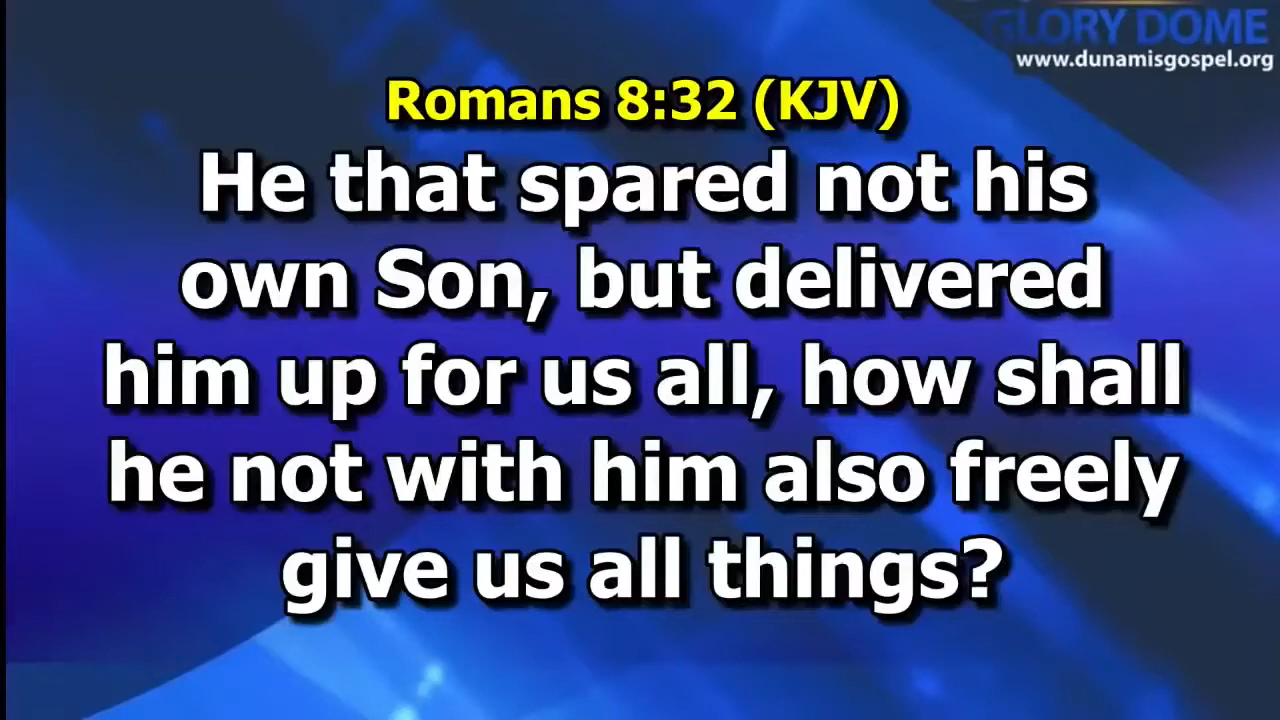 GLORY DOME
www.dunamisgospel.org
Romans 8:32 (KJV)
He that spared not his
own Son, but delivered
him up for us all, how shall
he not with him also freely
give us all things?